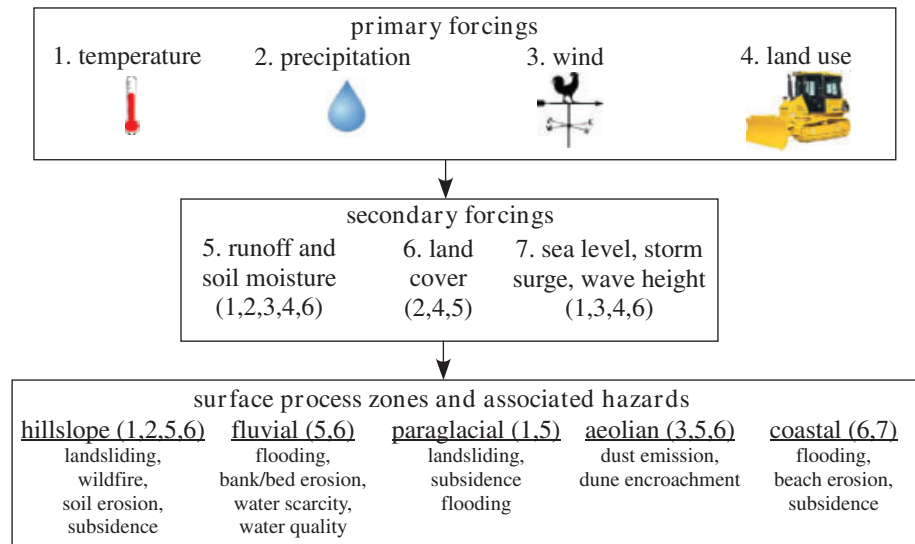 primary forcings
1. temperature 2. precipitation 3. wind 4. land use
secondary forcings
5. runoff and 6. land 7. sea level, storm
soil moisture cover surge, wave height
(1,2,3,4,6) (2,4,5) (1,3,4,6)
surface process zones and associated hazards
hillslope (1,2,5,6) fluvial (5,6) paraglacial (1,5) aeolian (3,5,6) coastal (6,7)
landsliding, flooding, landsliding, dust emission, flooding,
wildfire, bank/bed erosion, subsidence dune encroachment beach erosion,
soil erosion, water scarcity, flooding subsidence
subsidence water quality